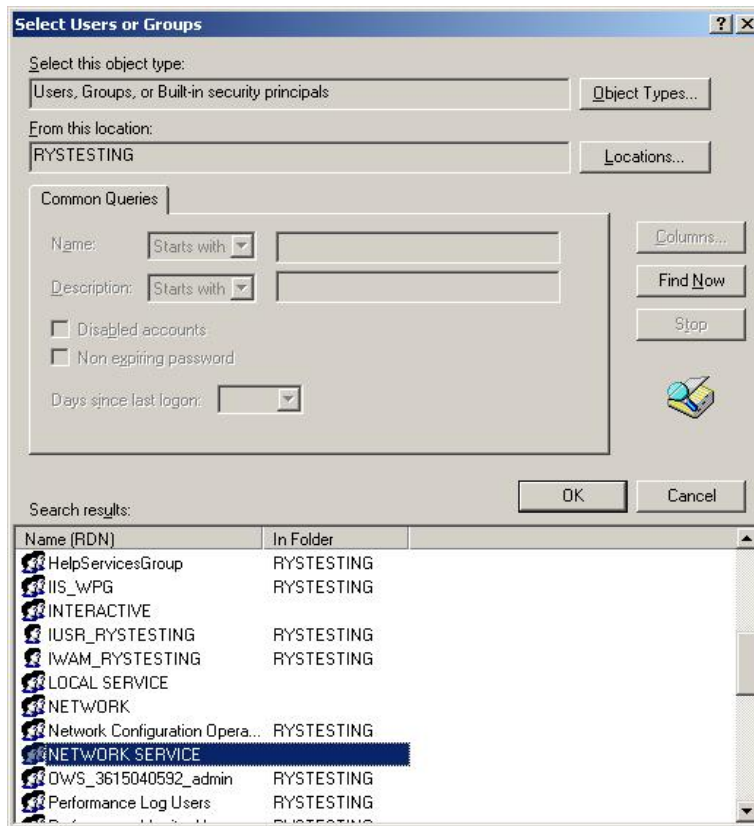 Select Users or Groups
Select this object type:
Users, Groups, or Built-in security principals
Object Types...
From this location:
RYSTESTING
Locations...
Common Queries
Name: Starts with
Columns...
Description: Starts with
Find Now
Disabled accounts
Stop
Non expiring password
Days since last logon:
OK
Cancel
Search results:
Name (RDN) In Folder
HelpServicesGroup RYSTESTING
IIS_WPG RYSTESTING
INTERACTIVE
IUSR_RYSTESTING RYSTESTING
IWAM_RYSTESTING RYSTESTING
LOCAL SERVICE
NETWORK
Network Configuration Opera... RYSTESTING
NETWORK SERVICE
OWS_3615040592_admin RYSTESTING
Performance Log Users RYSTESTING